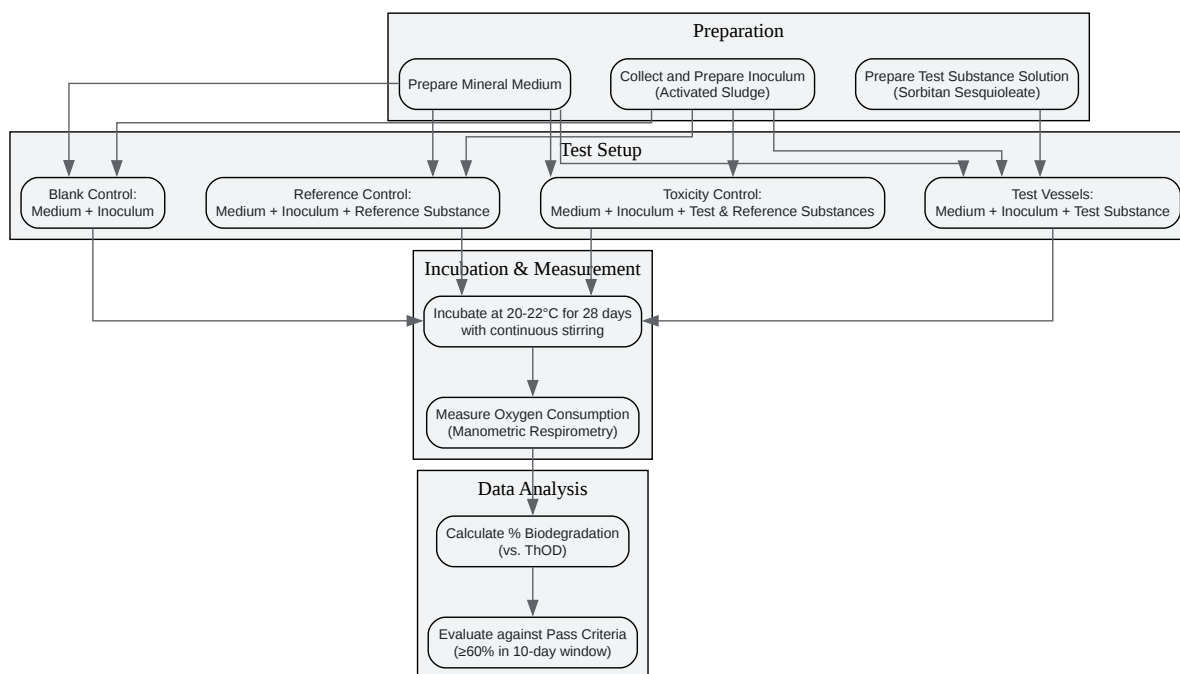 Preparation
Prepare Mineral Medium
Collect and Prepare Inoculum
(Activated Sludge)
Prepare Test Substance Solution
(Sorbitan Sesquioleate)
Test Setup
Blank Control:
Medium + Inoculum
Reference Control:
Medium + Inoculum + Reference Substance
Toxicity Control:
Medium + Inoculum + Test & Reference Substances
Test Vessels:
Medium + Inoculum + Test Substance
Incubation & Measurement
Incubate at 20-22°C for 28 days
with continuous stirring
Measure Oxygen Consumption
(Manometric Respirometry)
Data Analysis
Calculate % Biodegradation
(vs. ThOD)
Evaluate against Pass Criteria
(≥60% in 10-day window)